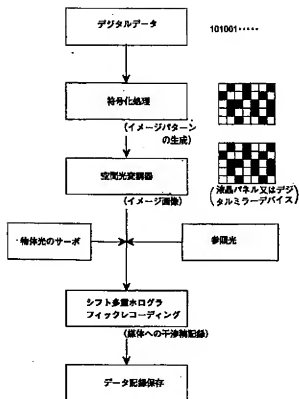 デジタルデータ
101001・・・・・
符号化処理
(イメージパターン
の生成)
空間光変調器
(液晶パネル又はデジ
タルミラーデバイス)
(イメージ画像)
物体光のサーボ
参照光
シフト多重ホログラ
フィックレコーディング
(媒体への干渉稿記録)
データ記録保存